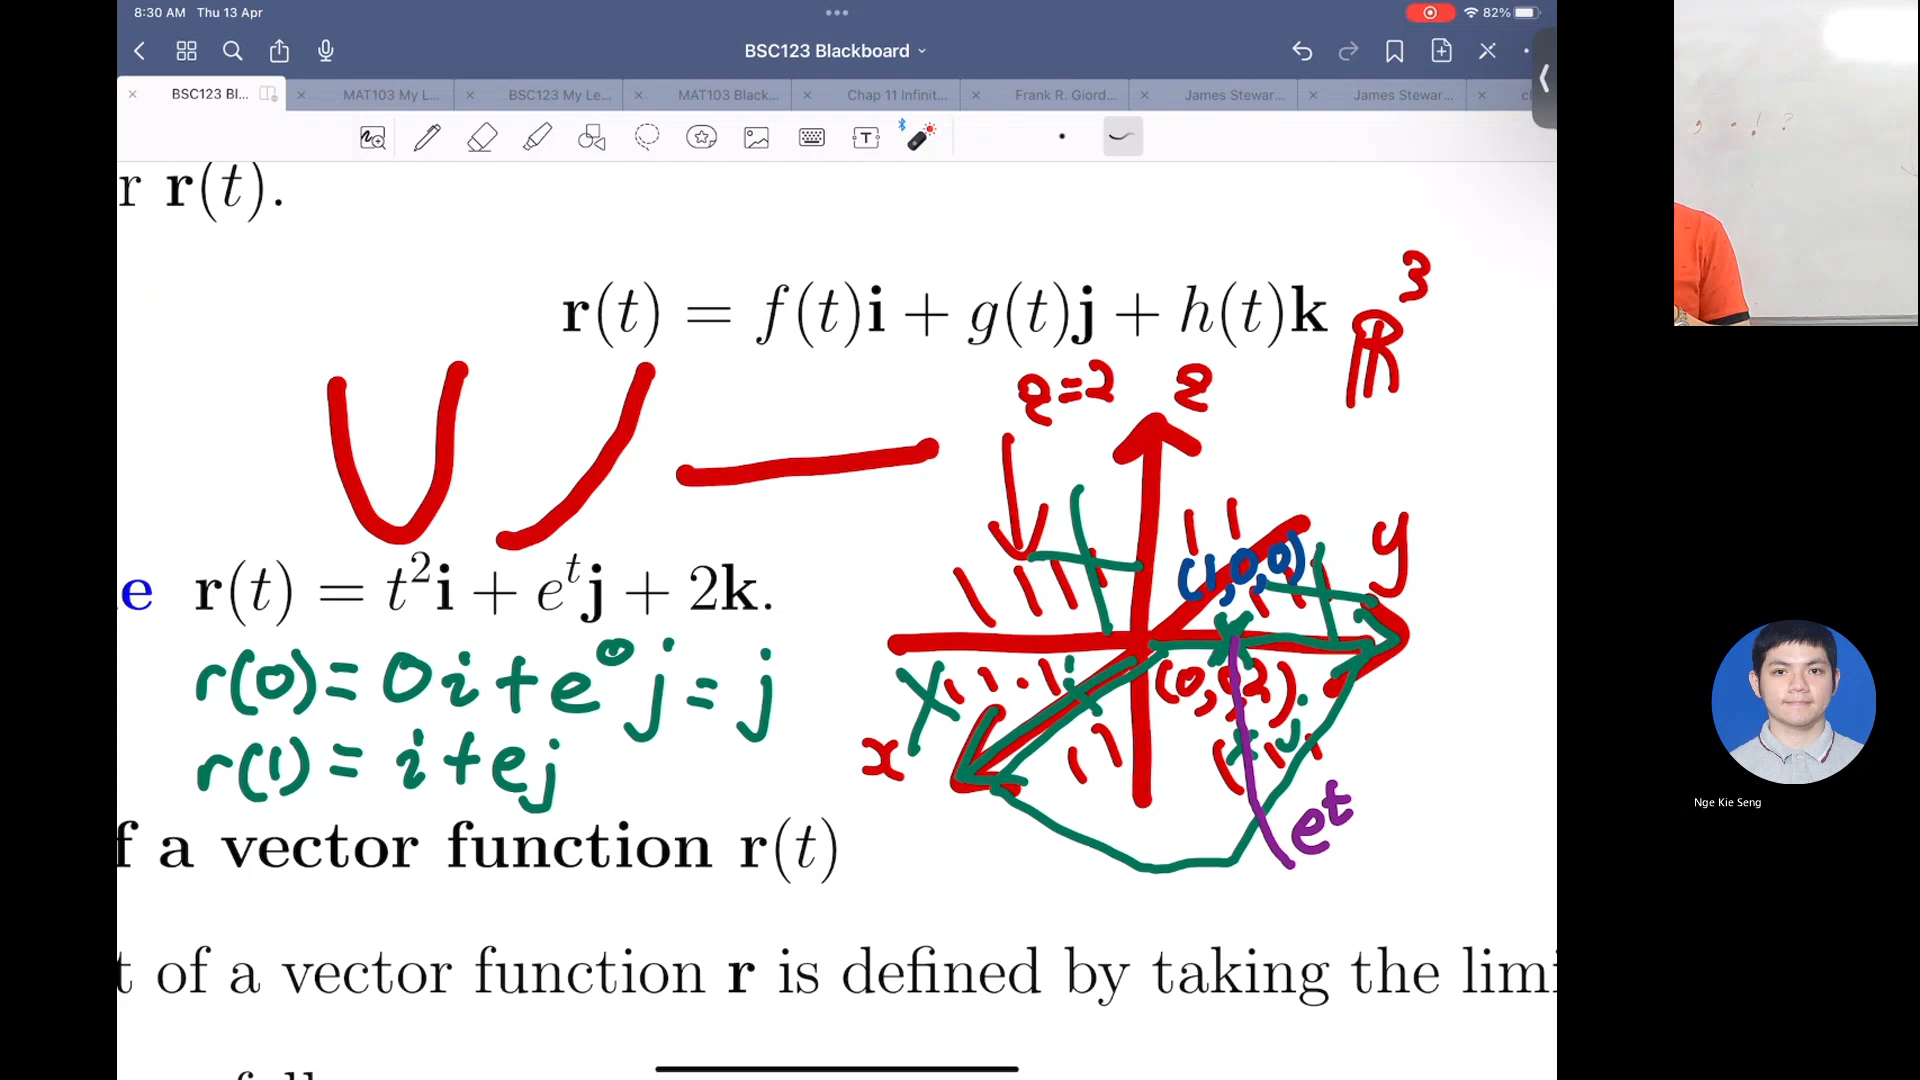 8:30 AM Thu 13 Apr
82%
BSC123 Blackboard
BSC123 Bl...
MAT103 My L...
BSC123 My Le...
MAT103 Black...
Chap 11 Infinit...
Frank R. Giord...
James Stewar...
James Stewar...
r r(t).
r(t) = f(t)i + g(t)j + h(t)k ℝ³
z=2 z
y
(1,0,0)
e r(t) = t²i + eᵗj + 2k.
r(0) = 0i + e⁰j = j
(0,0,2)
x
r(1) = i + ej
eᵗ
f a vector function r(t)
t of a vector function r is defined by taking the limi
Nge Kie Seng